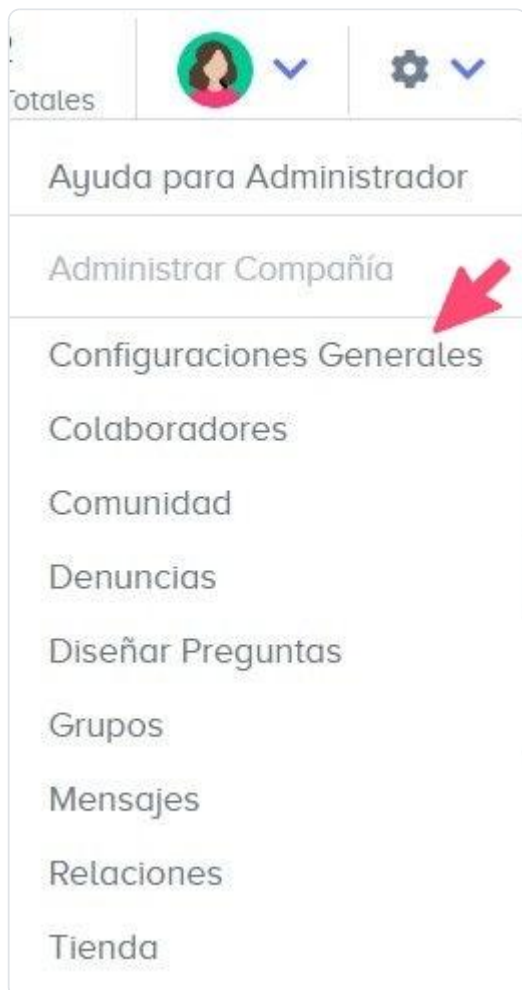 Totales
Ayuda para Administrador
Administrar Compañía
Configuraciones Generales
Colaboradores
Comunidad
Denuncias
Diseñar Preguntas
Grupos
Mensajes
Relaciones
Tienda